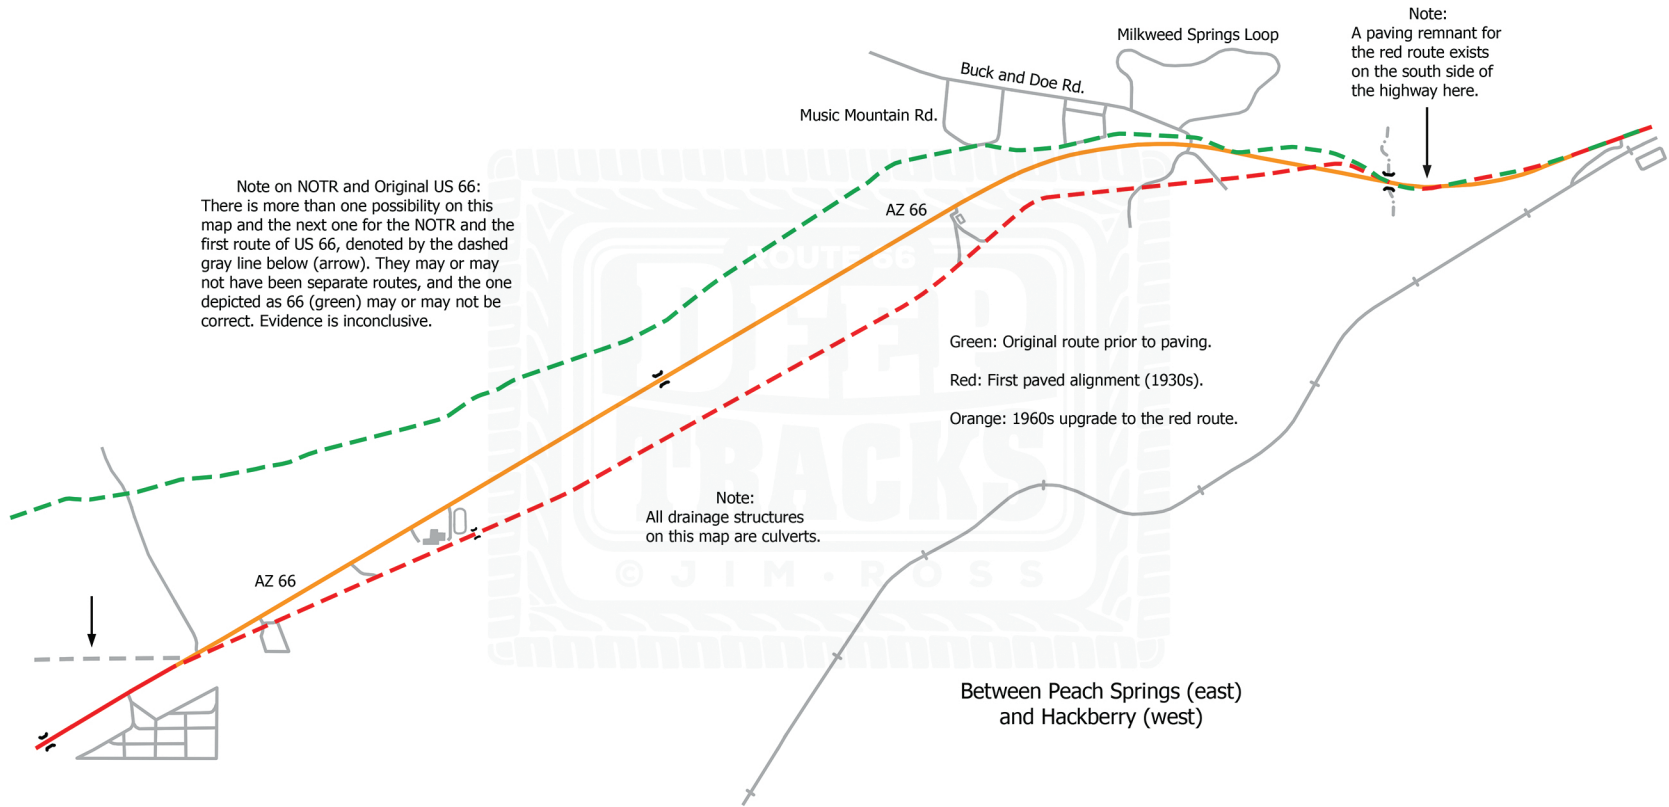 Note:
A paving remnant for
the red route exists
on the south side of
the highway here.
Milkweed Springs Loop
Buck and Doe Rd.
Music Mountain Rd.
Note on NOTR and Original US 66:
There is more than one possibility on this
map and the next one for the NOTR and the
first route of US 66, denoted by the dashed
gray line below (arrow). They may or may
not have been separate routes, and the one
depicted as 66 (green) may or may not be
correct. Evidence is inconclusive.
AZ 66
ROUTE 66
DEEP
TRACKS
© JIM · ROSS
Green: Original route prior to paving.
Red: First paved alignment (1930s).
Orange: 1960s upgrade to the red route.
Note:
All drainage structures
on this map are culverts.
AZ 66
Between Peach Springs (east)
and Hackberry (west)